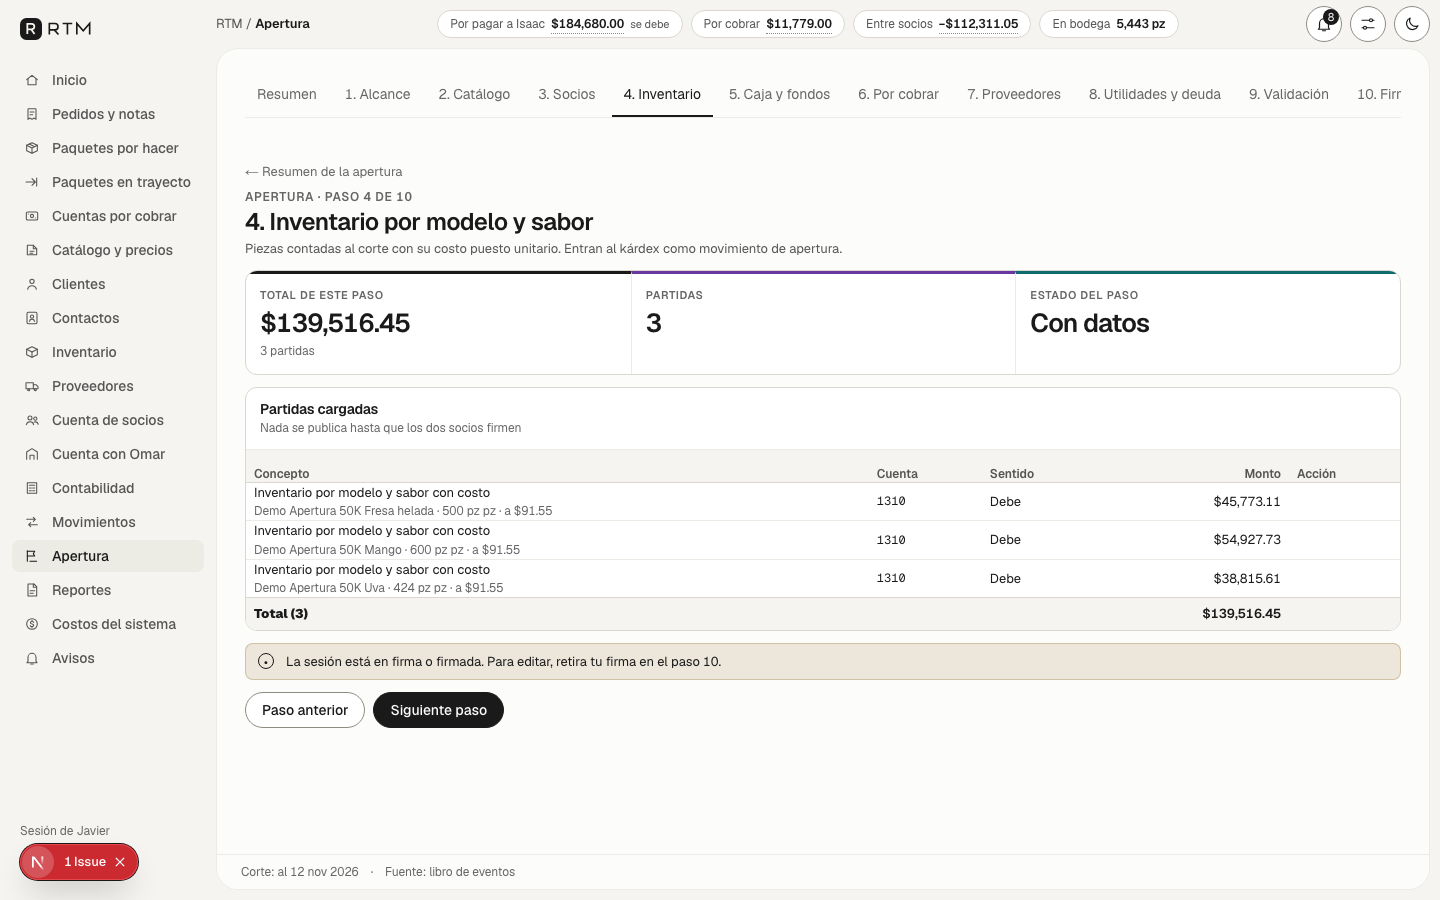 R RTM
RTM / Apertura
Por pagar a Isaac $184,680.00 se debe
Por cobrar $11,779.00
Entre socios −$112,311.05
En bodega 5,443 pz
8
Inicio
Pedidos y notas
Paquetes por hacer
Paquetes en trayecto
Cuentas por cobrar
Catálogo y precios
Clientes
Contactos
Inventario
Proveedores
Cuenta de socios
Cuenta con Omar
Contabilidad
Movimientos
Apertura
Reportes
Costos del sistema
Avisos
Sesión de Javier
N 1 Issue
Resumen 1. Alcance 2. Catálogo 3. Socios 4. Inventario 5. Caja y fondos 6. Por cobrar 7. Proveedores 8. Utilidades y deuda 9. Validación 10. Firr
← Resumen de la apertura
APERTURA · PASO 4 DE 10
4. Inventario por modelo y sabor
Piezas contadas al corte con su costo puesto unitario. Entran al kárdex como movimiento de apertura.
TOTAL DE ESTE PASO
$139,516.45
3 partidas
PARTIDAS
3
ESTADO DEL PASO
Con datos
Partidas cargadas
Nada se publica hasta que los dos socios firmen
Concepto Cuenta Sentido Monto Acción
Inventario por modelo y sabor con costo 1310 Debe $45,773.11
Demo Apertura 50K Fresa helada · 500 pz pz · a $91.55
Inventario por modelo y sabor con costo 1310 Debe $54,927.73
Demo Apertura 50K Mango · 600 pz pz · a $91.55
Inventario por modelo y sabor con costo 1310 Debe $38,815.61
Demo Apertura 50K Uva · 424 pz pz · a $91.55
Total (3) $139,516.45
La sesión está en firma o firmada. Para editar, retira tu firma en el paso 10.
Paso anterior Siguiente paso
Corte: al 12 nov 2026 · Fuente: libro de eventos